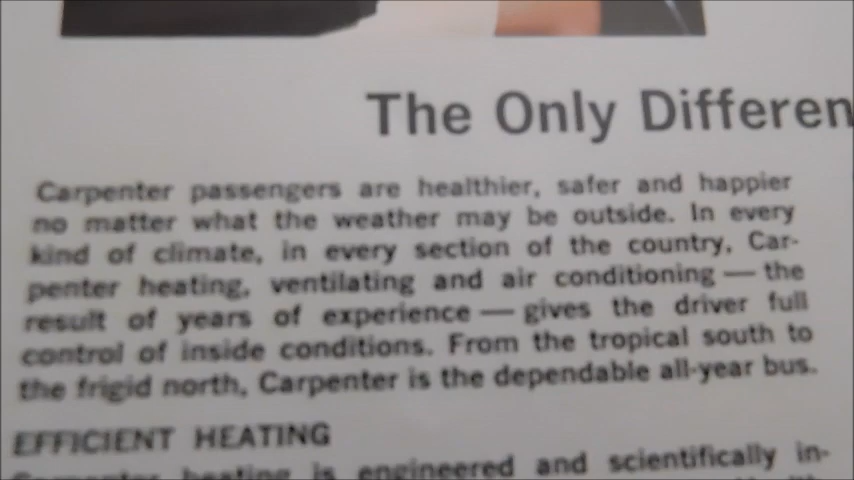 The Only Differen
Carpenter passengers are healthier, safer and happier
no matter what the weather may be outside. In every
kind of climate, in every section of the country, Car-
penter heating, ventilating and air conditioning — the
result of years of experience — gives the driver full
control of inside conditions. From the tropical south to
the frigid north, Carpenter is the dependable all-year bus.
EFFICIENT HEATING
Carpenter heating is engineered and scientifically in-